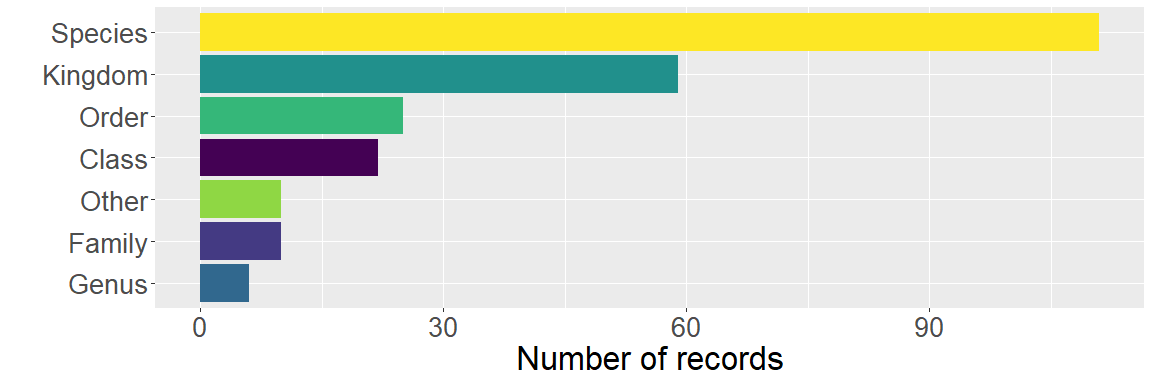 Species
Kingdom
Order
Class
Other
Family
Genus
0 30 60 90
Number of records